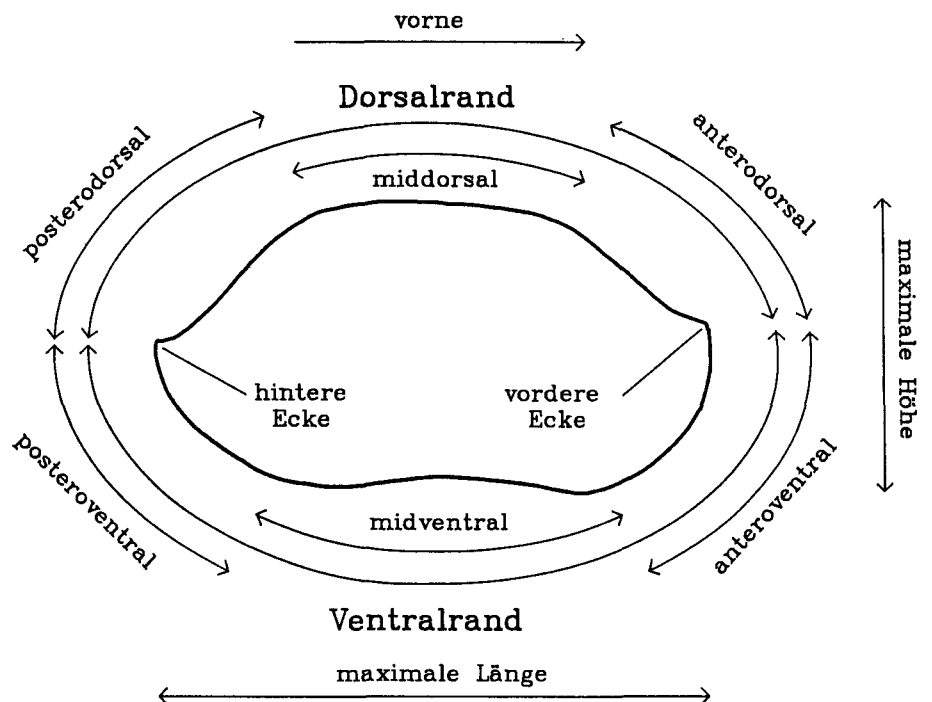 vorne
Dorsalrand
posterodorsal
anterodorsal
middorsal
maximale Höhe
hintere
Ecke
vordere
Ecke
posteroventral
anteroventral
midventral
Ventralrand
maximale Länge